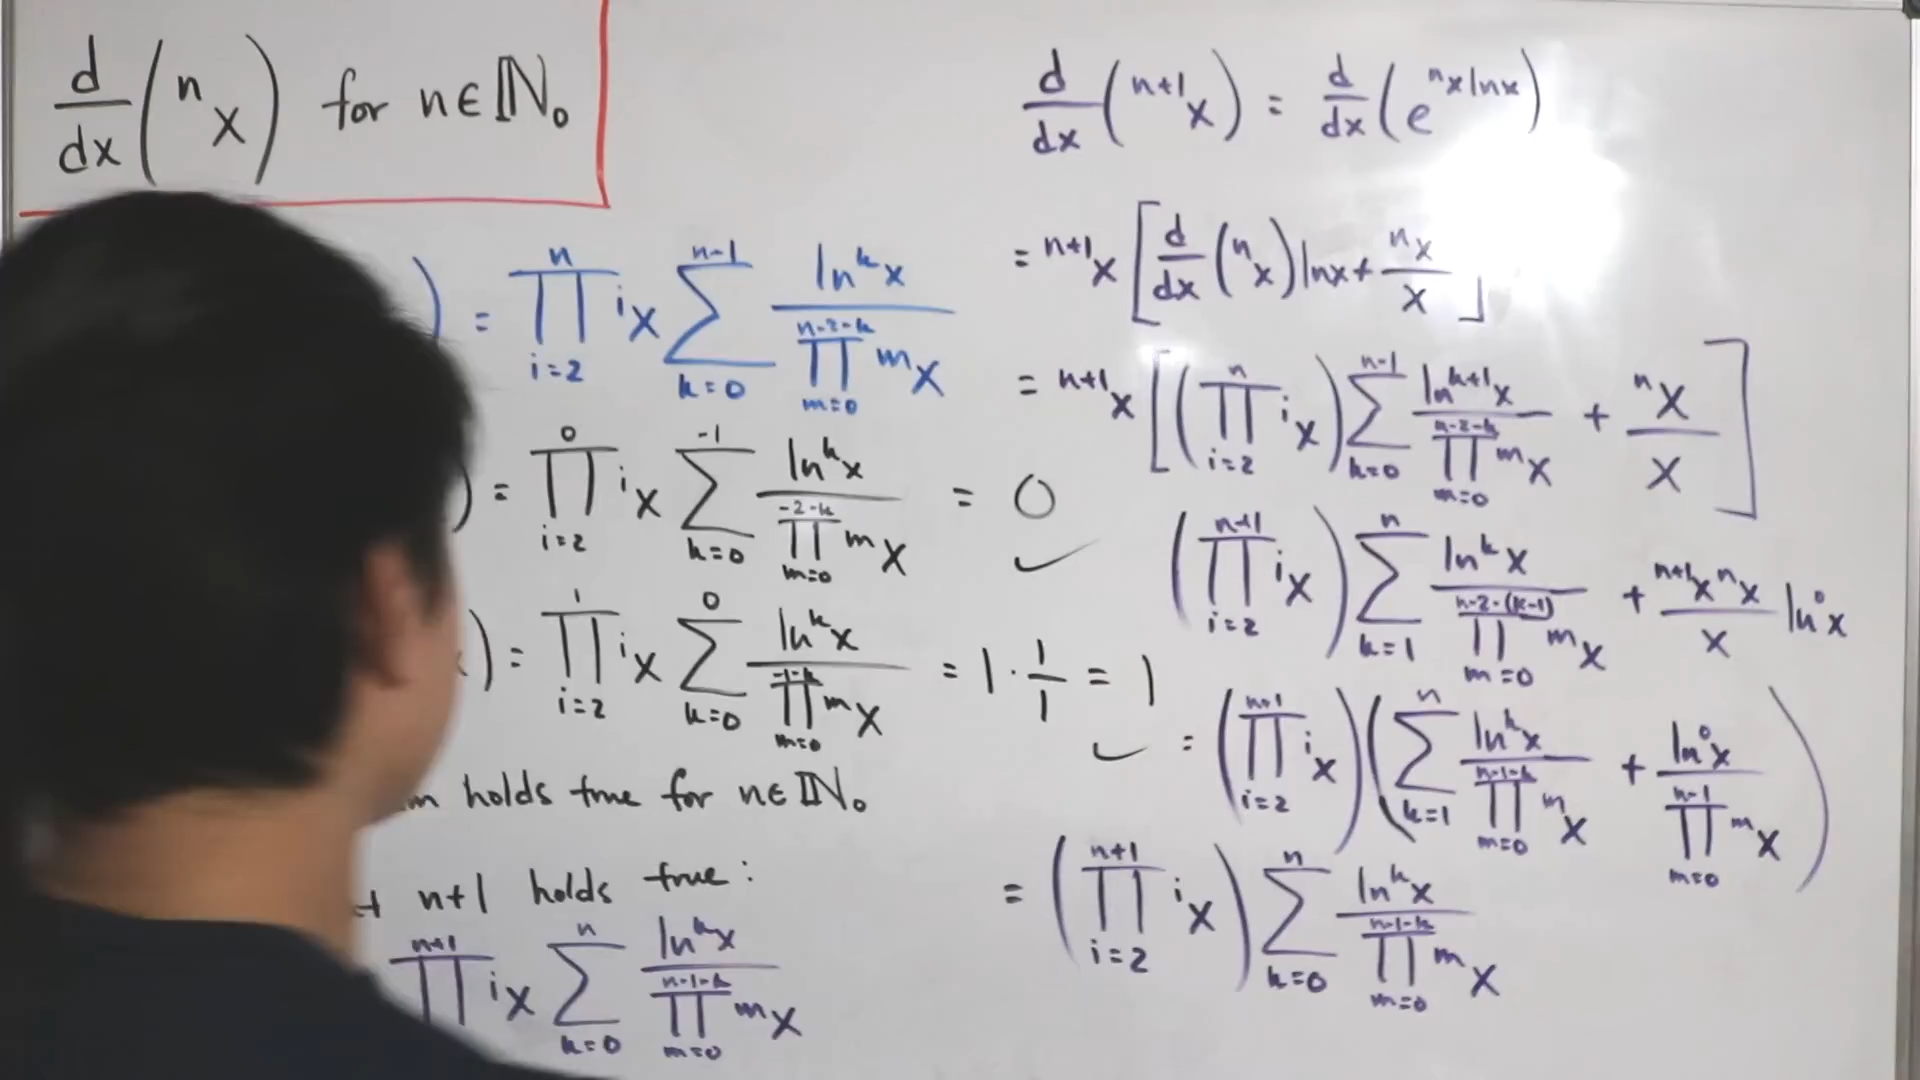 d/dx (ⁿx) for n∈ℕ₀
) = ∏_{i=2}^{n} ⁱx ∑_{k=0}^{n-1} lnᵏx / ∏_{m=0}^{n-2-k} ᵐx
) = ∏_{i=2}^{0} ⁱx ∑_{k=0}^{-1} lnᵏx / ∏_{m=0}^{-2-k} ᵐx = 0 ✓
) = ∏_{i=2}^{1} ⁱx ∑_{k=0}^{0} lnᵏx / ∏_{m=0}^{-1-k} ᵐx = 1 · 1/1 = 1 ✓
holds true for n∈ℕ₀
n+1 holds true:
∏^{n+1} ⁱx ∑_{k=0}^{n} lnᵏx / ∏_{m=0}^{n-1-k} ᵐx
d/dx (ⁿ⁺¹x) = d/dx (e^{ⁿx lnx})
= ⁿ⁺¹x [ d/dx (ⁿx) lnx + ⁿx / x ]
= ⁿ⁺¹x [ ( ∏_{i=2}^{n} ⁱx ) ∑_{k=0}^{n-1} lnᵏ⁺¹x / ∏_{m=0}^{n-2-k} ᵐx + ⁿx / x ]
( ∏_{i=2}^{n+1} ⁱx ) ∑_{k=1}^{n} lnᵏx / ∏_{m=0}^{n-2-(k-1)} ᵐx + ⁿ⁺¹x ⁿx / x ln⁰x
= ( ∏_{i=2}^{n+1} ⁱx ) ( ∑_{k=1}^{n} lnᵏx / ∏_{m=0}^{n-1-k} ᵐx + ln⁰x / ∏_{m=0}^{n-1} ᵐx )
= ( ∏_{i=2}^{n+1} ⁱx ) ∑_{k=0}^{n} lnᵏx / ∏_{m=0}^{n-1-k} ᵐx